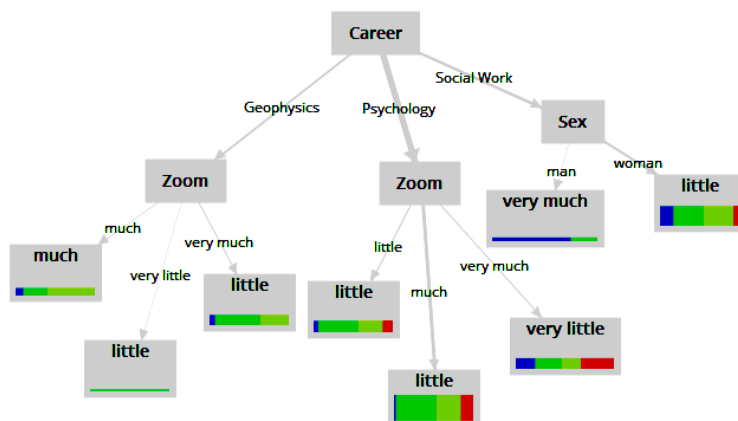 Career
Social Work
Geophysics
Psychology
Sex
man
woman
Zoom
Zoom
little
very much
much
very much
little
very little
much
very much
much
little
little
very little
little
little